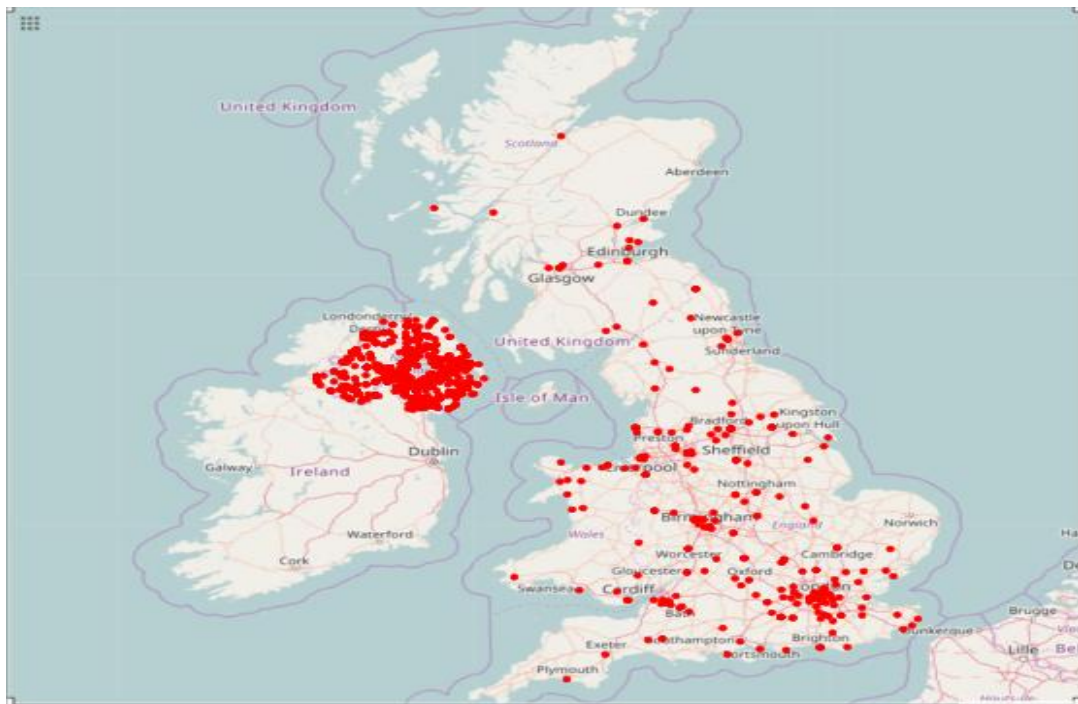 United Kingdom
Scotland
Aberdeen
Dundee
Edinburgh
Glasgow
Londonderry/
United Kingdom
Newcastle
upon Tyne
Sunderland
Isle of Man
Kingston
upon Hull
Bradford
Preston
Sheffield
Dublin
Galway
Ireland
Nottingham
Birmingham
England
Norwich
Waterford
Wales
Worcester
Cambridge
Cork
Gloucester
Oxford
Swansea
Cardiff
London
Brugge
Southampton
Brighton
Dunkerque
Exeter
Portsmouth
Lille
Plymouth